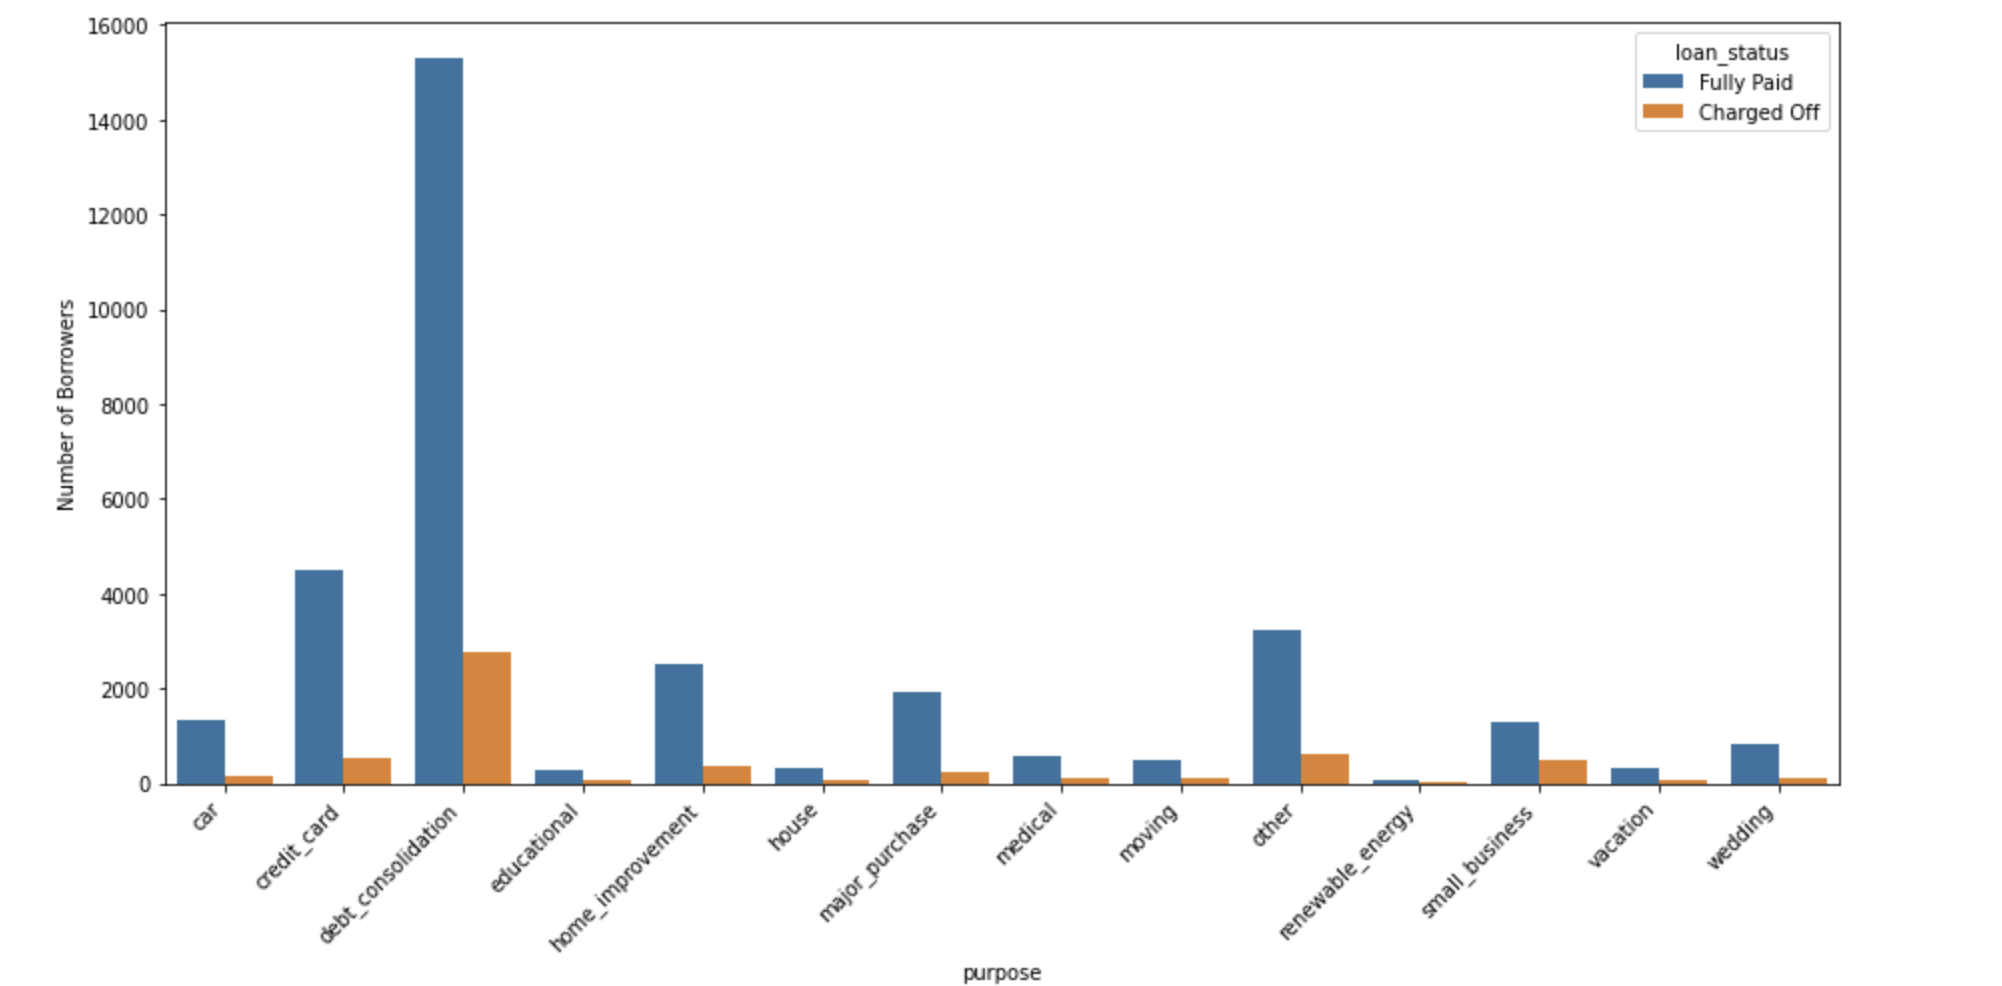 16000
14000
12000
10000
8000
6000
4000
2000
0
Number of Borrowers
loan_status
Fully Paid
Charged Off
car
credit_card
debt_consolidation
educational
home_improvement
house
major_purchase
medical
moving
other
renewable_energy
small_business
vacation
wedding
purpose